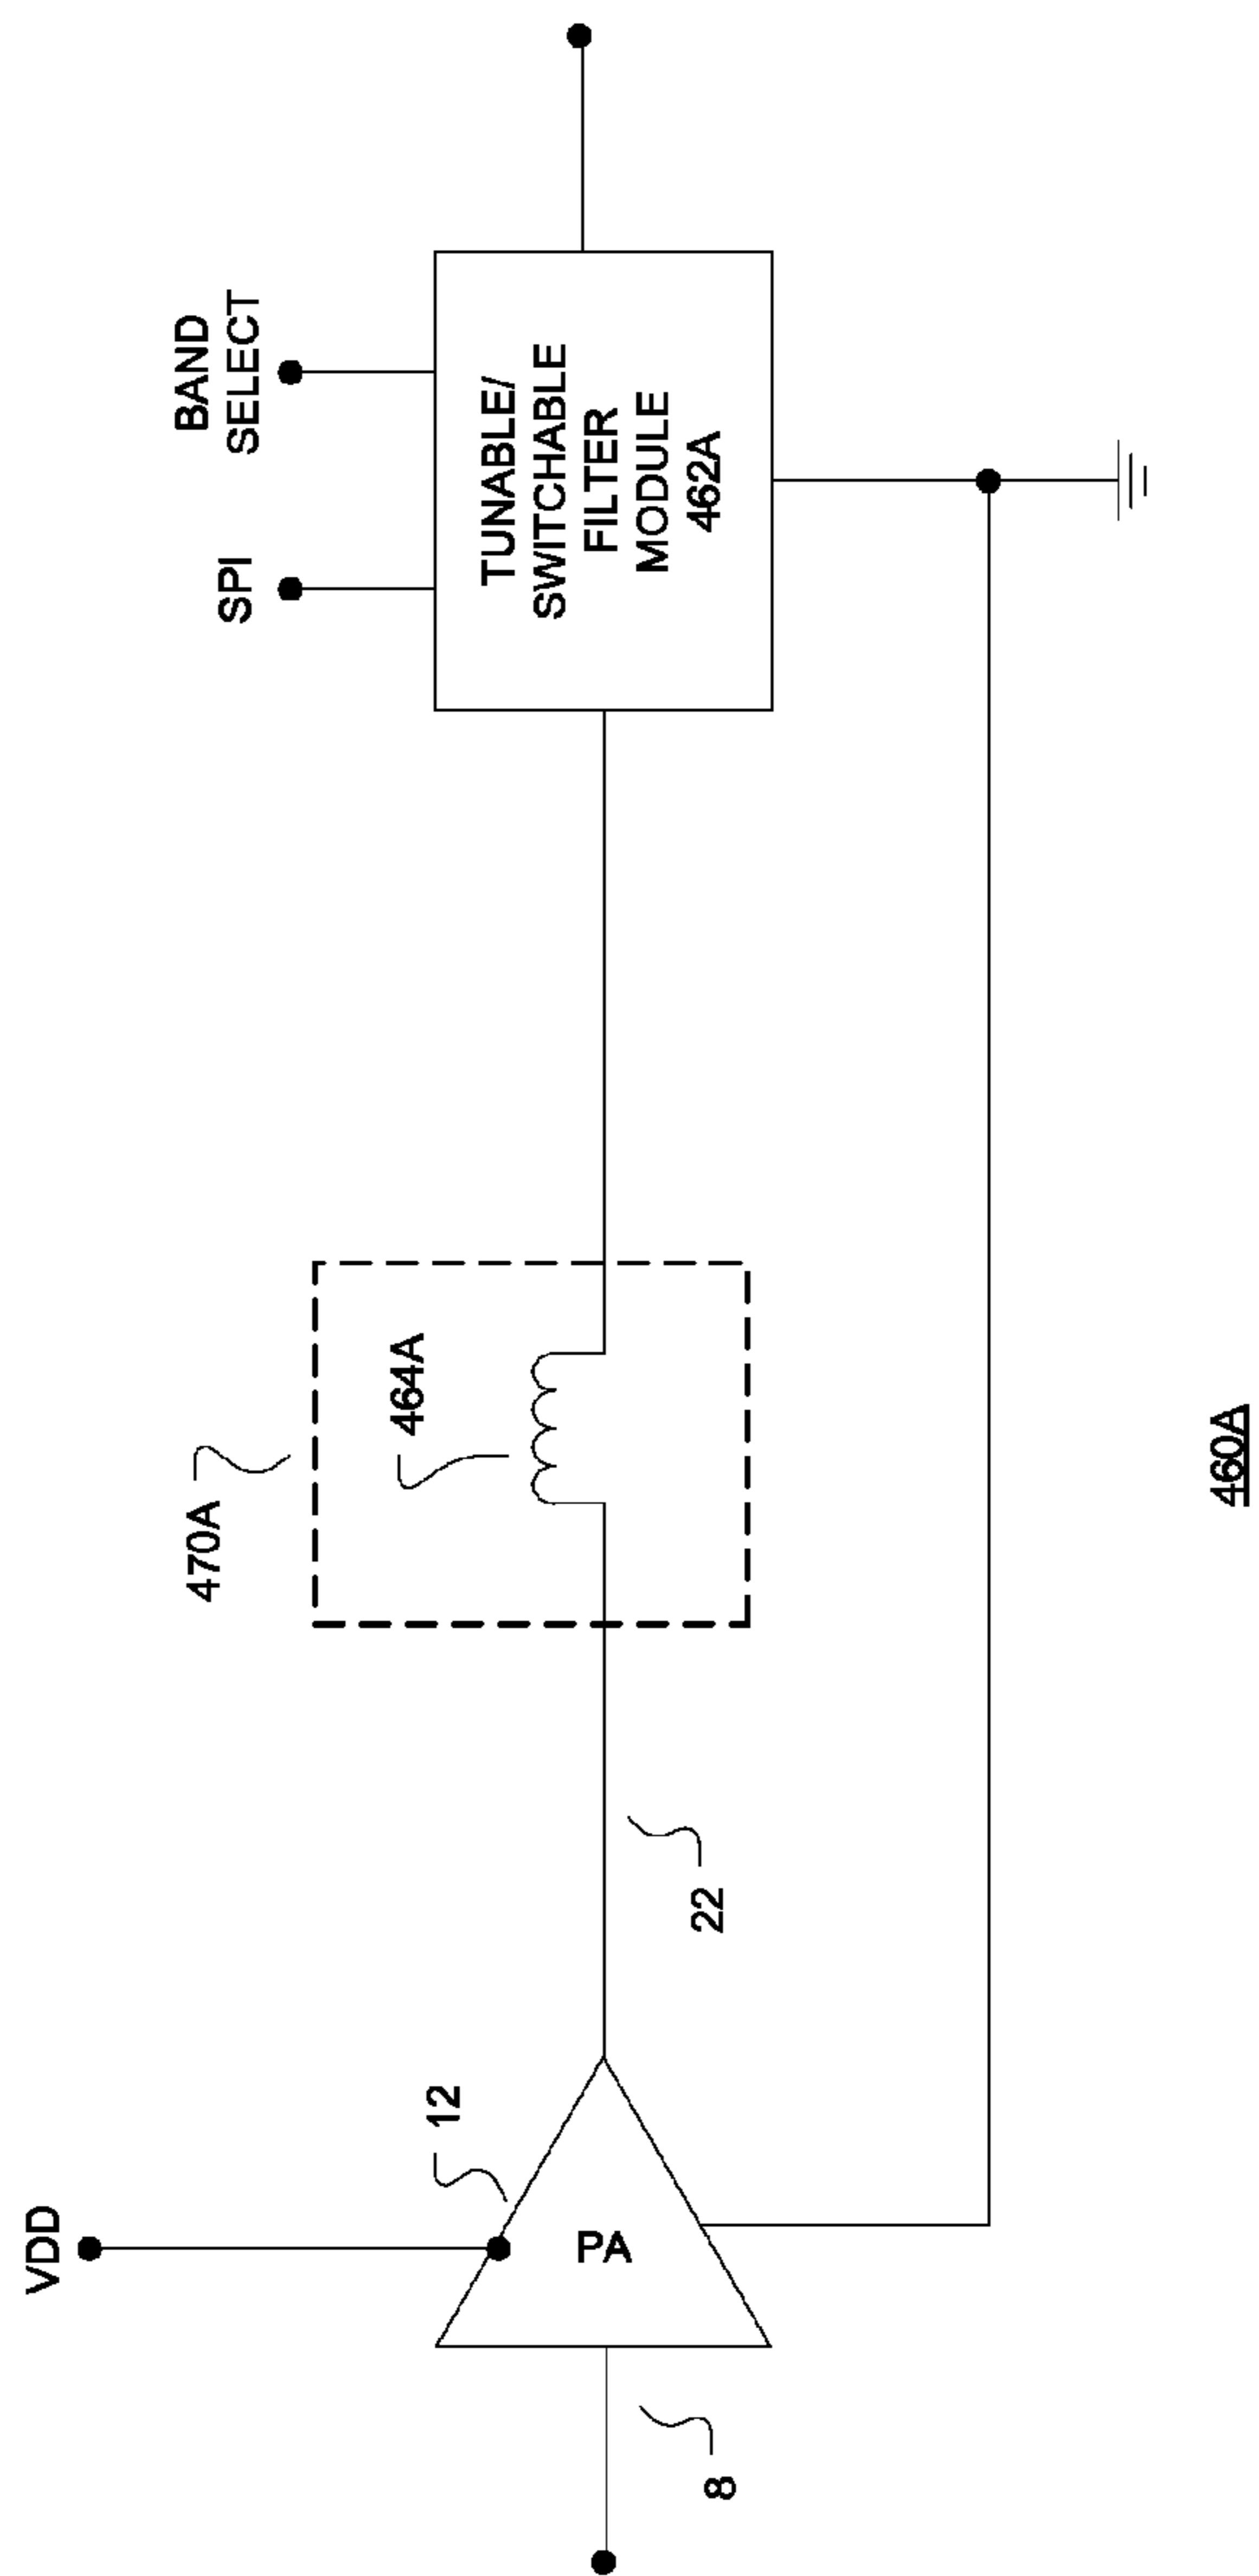 VDD
12
PA
8
22
470A
464A
SPI
BAND
SELECT
TUNABLE/
SWITCHABLE
FILTER
MODULE
462A
460A